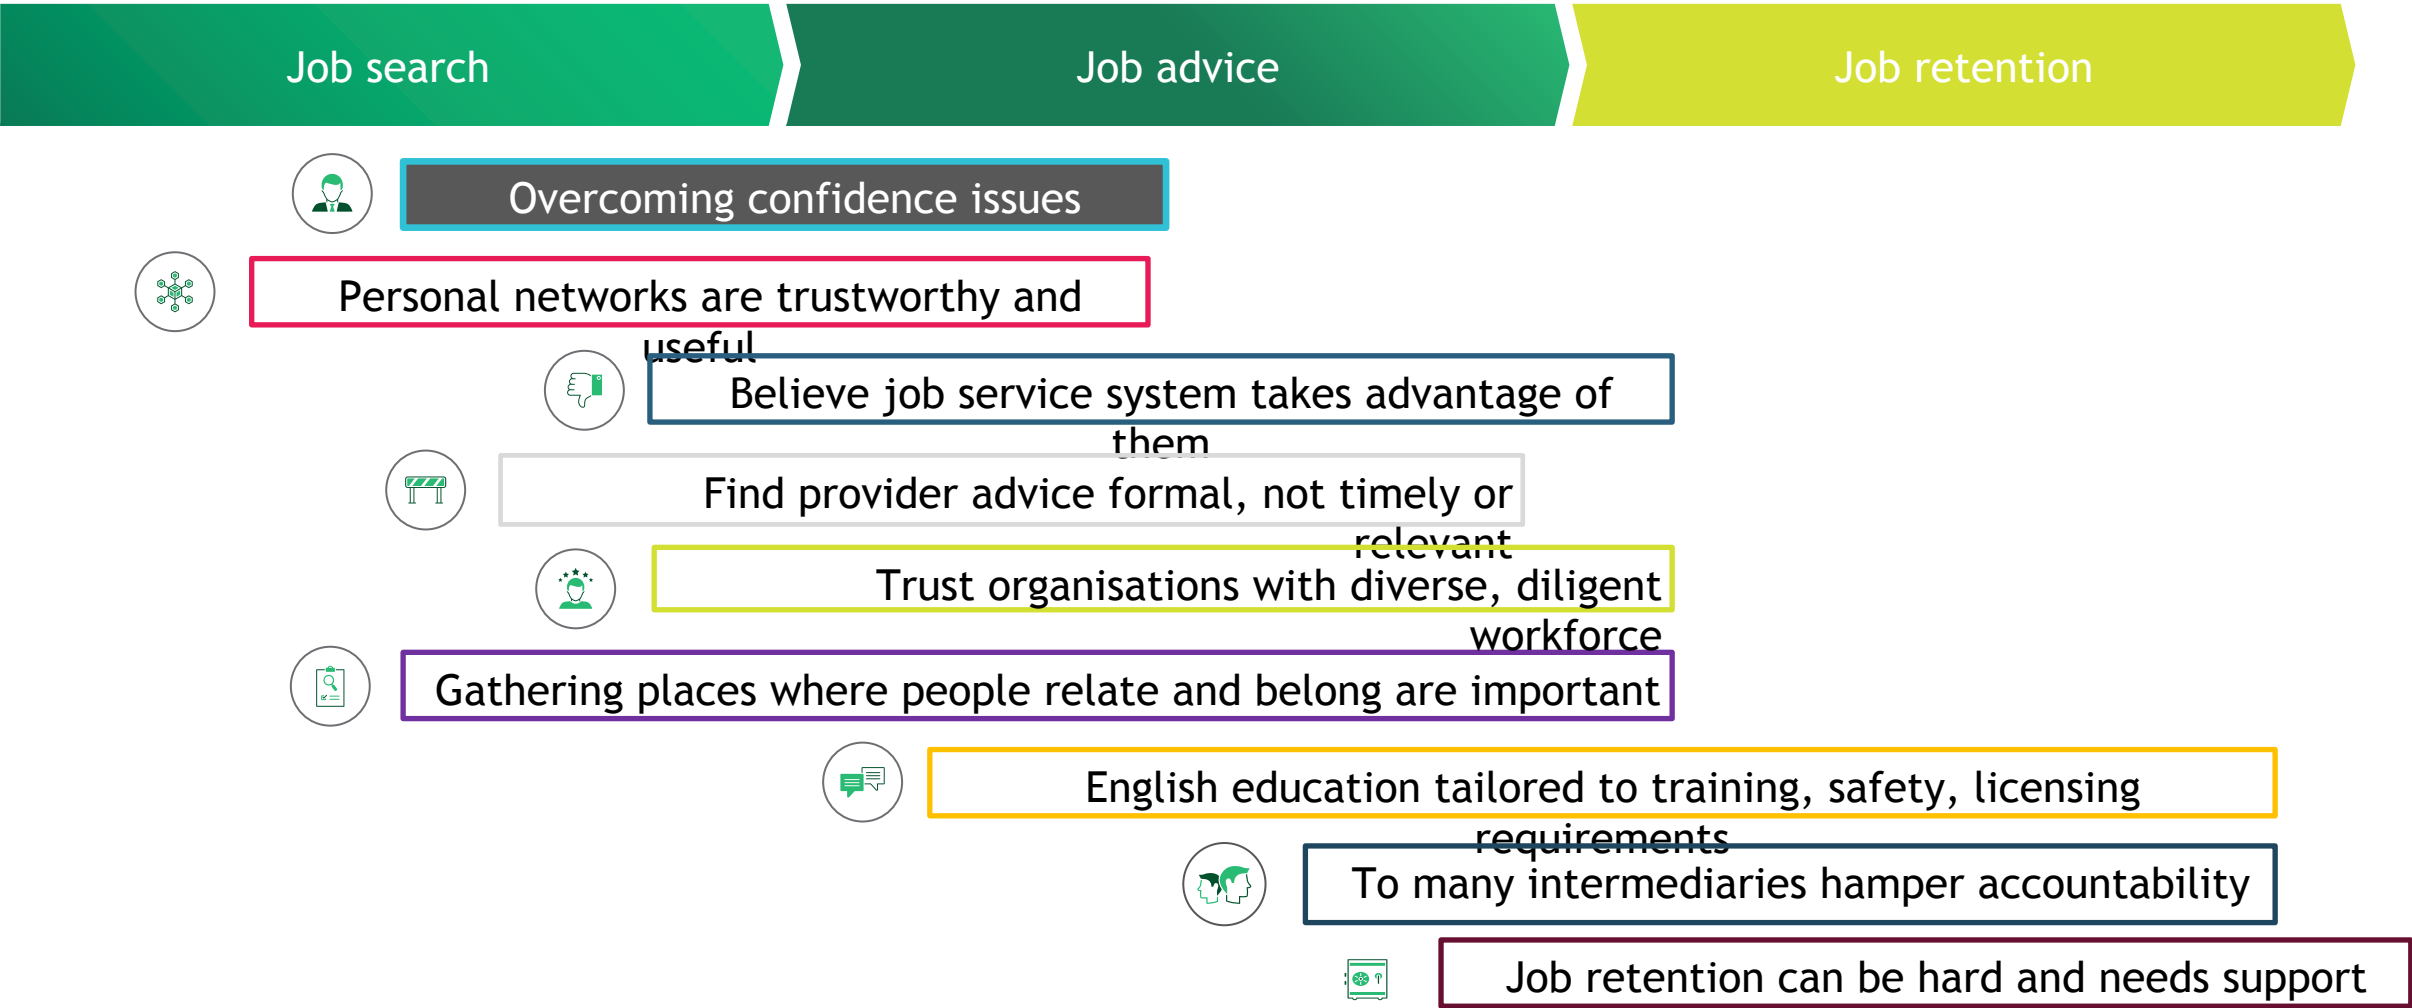 Job search
Job advice
Job retention
Overcoming confidence issues
Personal networks are trustworthy and
useful
Believe job service system takes advantage of
them
Find provider advice formal, not timely or
relevant
Trust organisations with diverse, diligent
workforce
Gathering places where people relate and belong are important
English education tailored to training, safety, licensing
requirements
To many intermediaries hamper accountability
Job retention can be hard and needs support